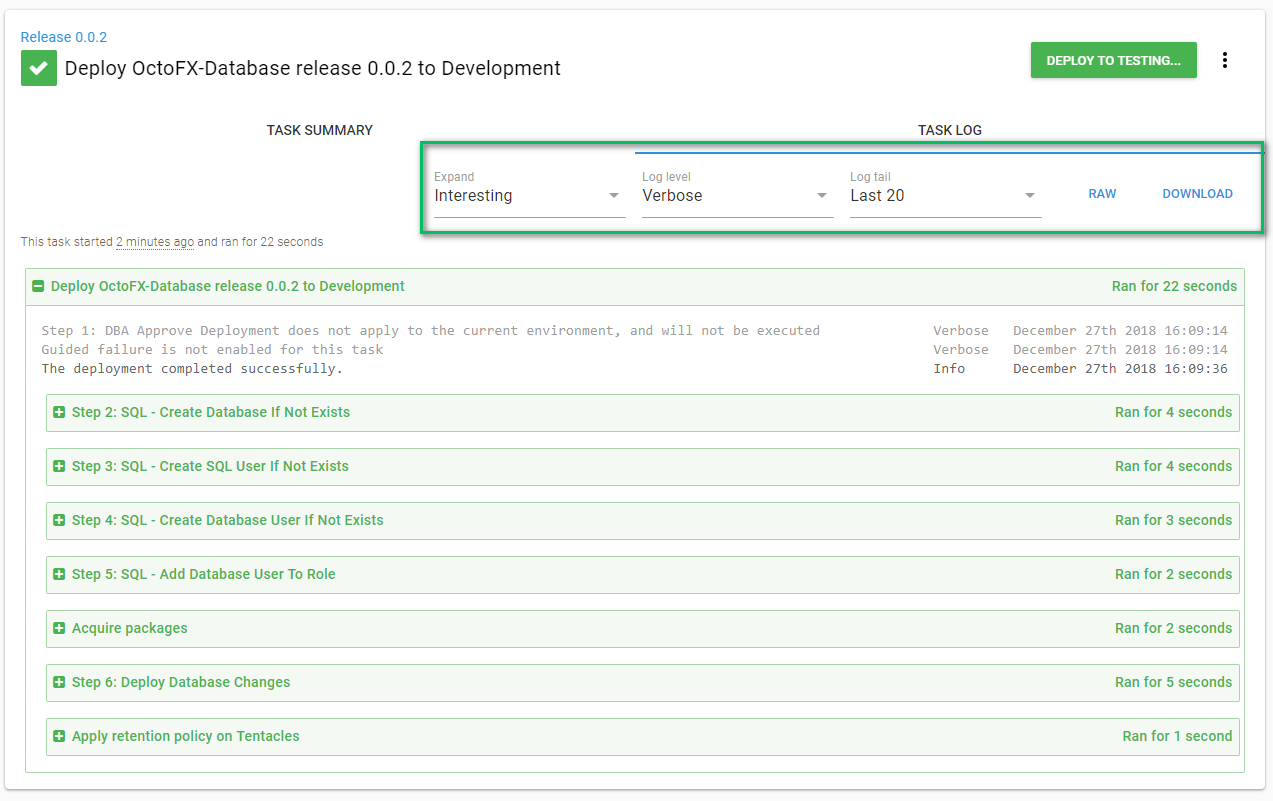 Release 0.0.2
Deploy OctoFX-Database release 0.0.2 to Development
DEPLOY TO TESTING...
TASK SUMMARY
TASK LOG
Expand
Interesting
Log level
Verbose
Log tail
Last 20
RAW
DOWNLOAD
This task started 2 minutes ago and ran for 22 seconds
Deploy OctoFX-Database release 0.0.2 to Development Ran for 22 seconds
Step 1: DBA Approve Deployment does not apply to the current environment, and will not be executed Verbose December 27th 2018 16:09:14
Guided failure is not enabled for this task Verbose December 27th 2018 16:09:14
The deployment completed successfully. Info December 27th 2018 16:09:36
Step 2: SQL - Create Database If Not Exists Ran for 4 seconds
Step 3: SQL - Create SQL User If Not Exists Ran for 4 seconds
Step 4: SQL - Create Database User If Not Exists Ran for 3 seconds
Step 5: SQL - Add Database User To Role Ran for 2 seconds
Acquire packages Ran for 2 seconds
Step 6: Deploy Database Changes Ran for 5 seconds
Apply retention policy on Tentacles Ran for 1 second